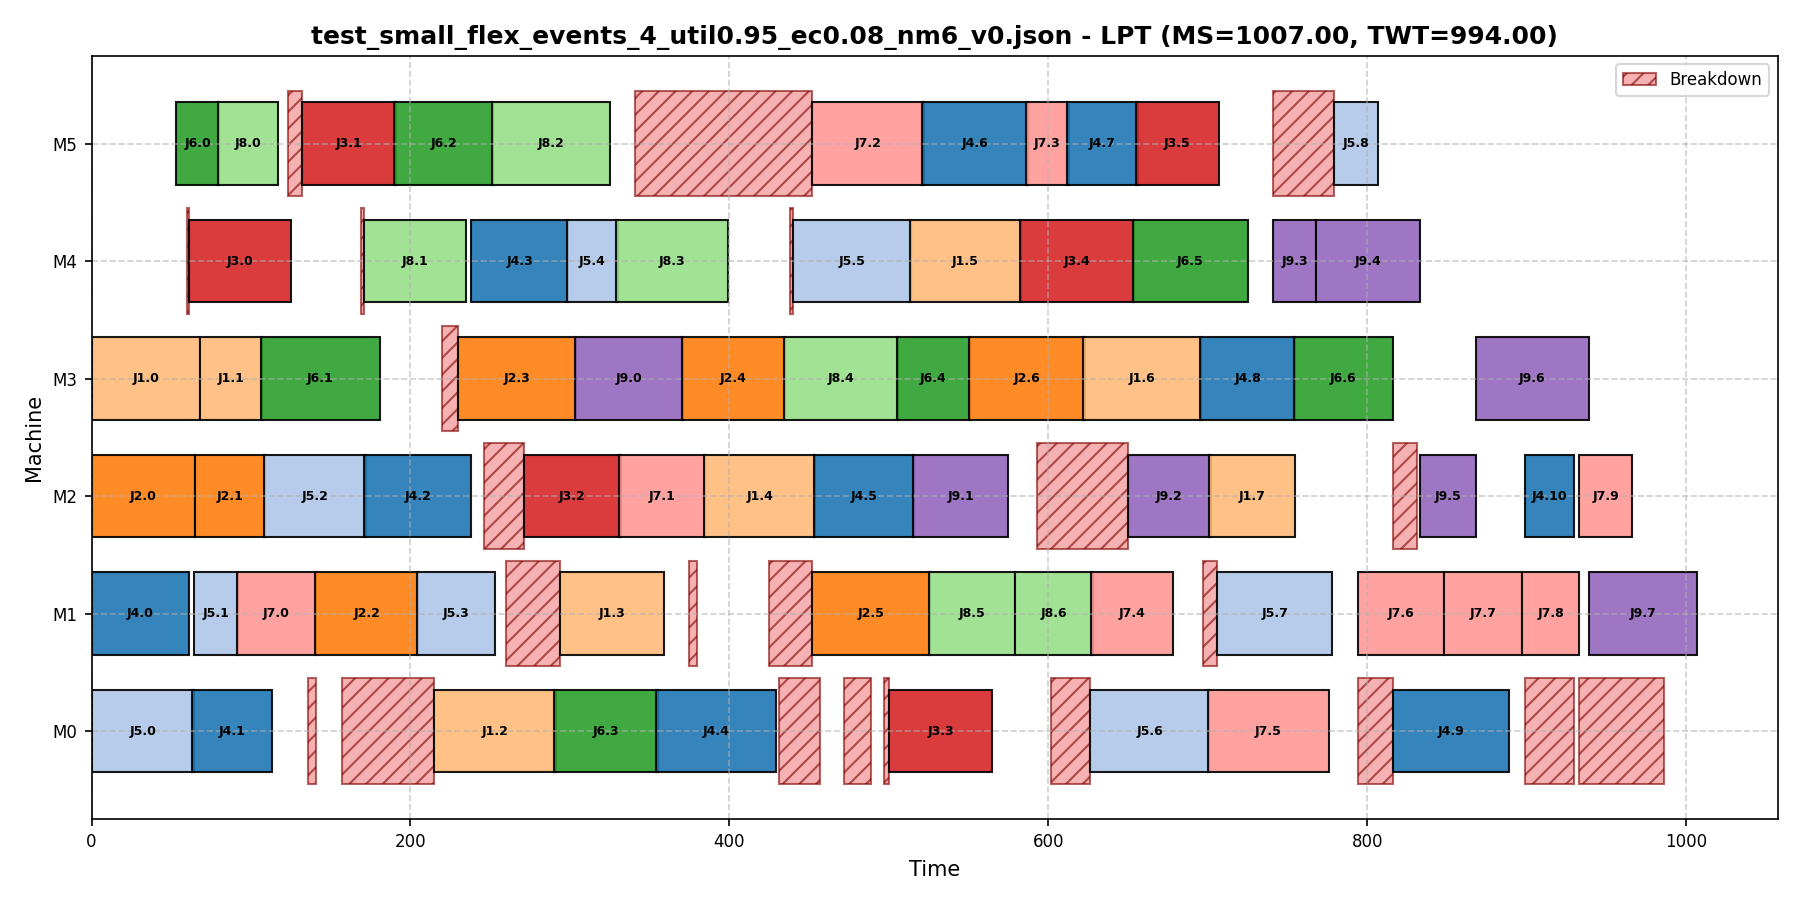 test_small_flex_events_4_util0.95_ec0.08_nm6_v0.json - LPT (MS=1007.00, TWT=994.00)
Breakdown
M5
J6.0 J8.0 J3.1 J6.2 J8.2 J7.2 J4.6 J7.3 J4.7 J3.5 J5.8
M4
J3.0 J8.1 J4.3 J5.4 J8.3 J5.5 J1.5 J3.4 J6.5 J9.3 J9.4
M3
J1.0 J1.1 J6.1 J2.3 J9.0 J2.4 J8.4 J6.4 J2.6 J1.6 J4.8 J6.6 J9.6
M2
J2.0 J2.1 J5.2 J4.2 J3.2 J7.1 J1.4 J4.5 J9.1 J9.2 J1.7 J9.5 J4.10 J7.9
M1
J4.0 J5.1 J7.0 J2.2 J5.3 J1.3 J2.5 J8.5 J8.6 J7.4 J5.7 J7.6 J7.7 J7.8 J9.7
M0
J5.0 J4.1 J1.2 J6.3 J4.4 J3.3 J5.6 J7.5 J4.9
Machine
0 200 400 600 800 1000
Time